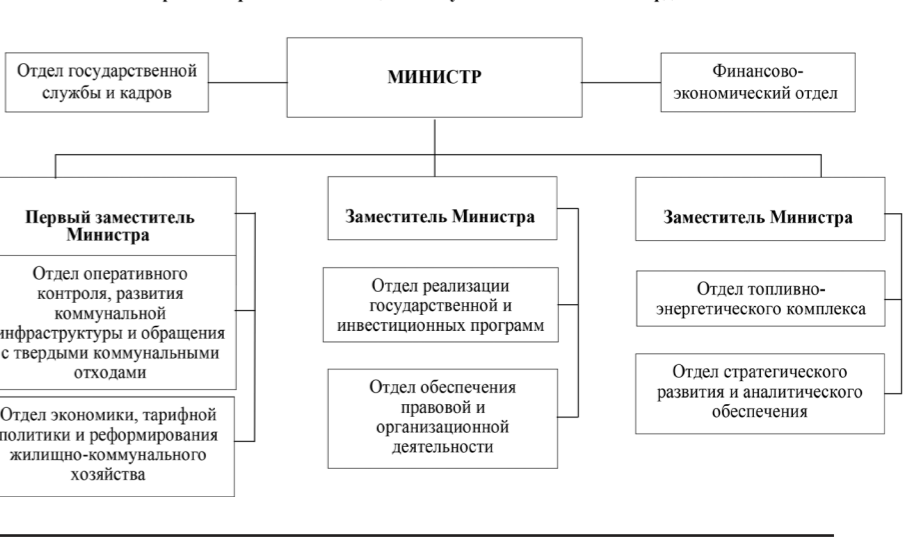 Отдел государственной
службы и кадров
МИНИСТР
Финансово-
экономический отдел
Первый заместитель
Министра
Заместитель Министра
Заместитель Министра
Отдел оперативного
контроля, развития
коммунальной
инфраструктуры и обращения
с твердыми коммунальными
отходами
Отдел экономики, тарифной
политики и реформирования
жилищно-коммунального
хозяйства
Отдел реализации
государственной и
инвестиционных программ
Отдел обеспечения
правовой и
организационной
деятельности
Отдел топливно-
энергетического комплекса
Отдел стратегического
развития и аналитического
обеспечения